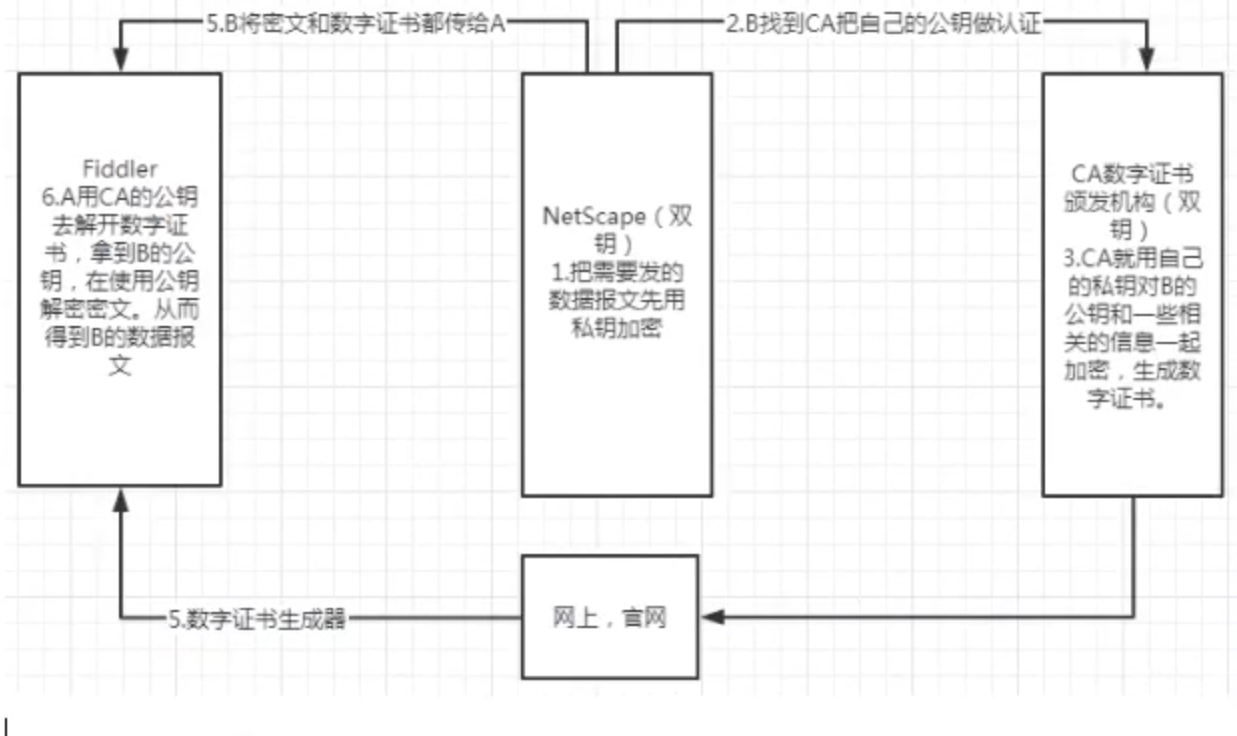 5.B将密文和数字证书都传给A
2.B找到CA把自己的公钥做认证
Fiddler
6.A用CA的公钥
去解开数字证
书，拿到B的公
钥，在使用公钥
解密密文。从而
得到B的数据报
文
NetScape（双
钥）
1.把需要发的
数据报文先用
私钥加密
CA数字证书
颁发机构（双
钥）
3.CA就用自己
的私钥对B的
公钥和一些相
关的信息一起
加密，生成数
字证书。
5.数字证书生成器
网上，官网